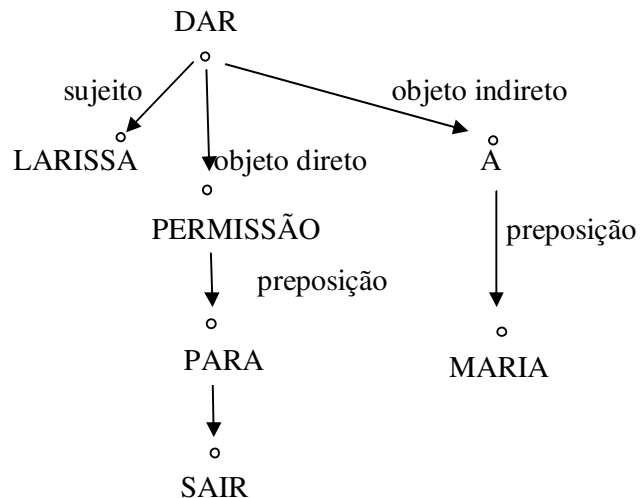 DAR
sujeito
objeto indireto
LARISSA
objeto direto
A
PERMISSÃO
preposição
preposição
PARA
MARIA
SAIR